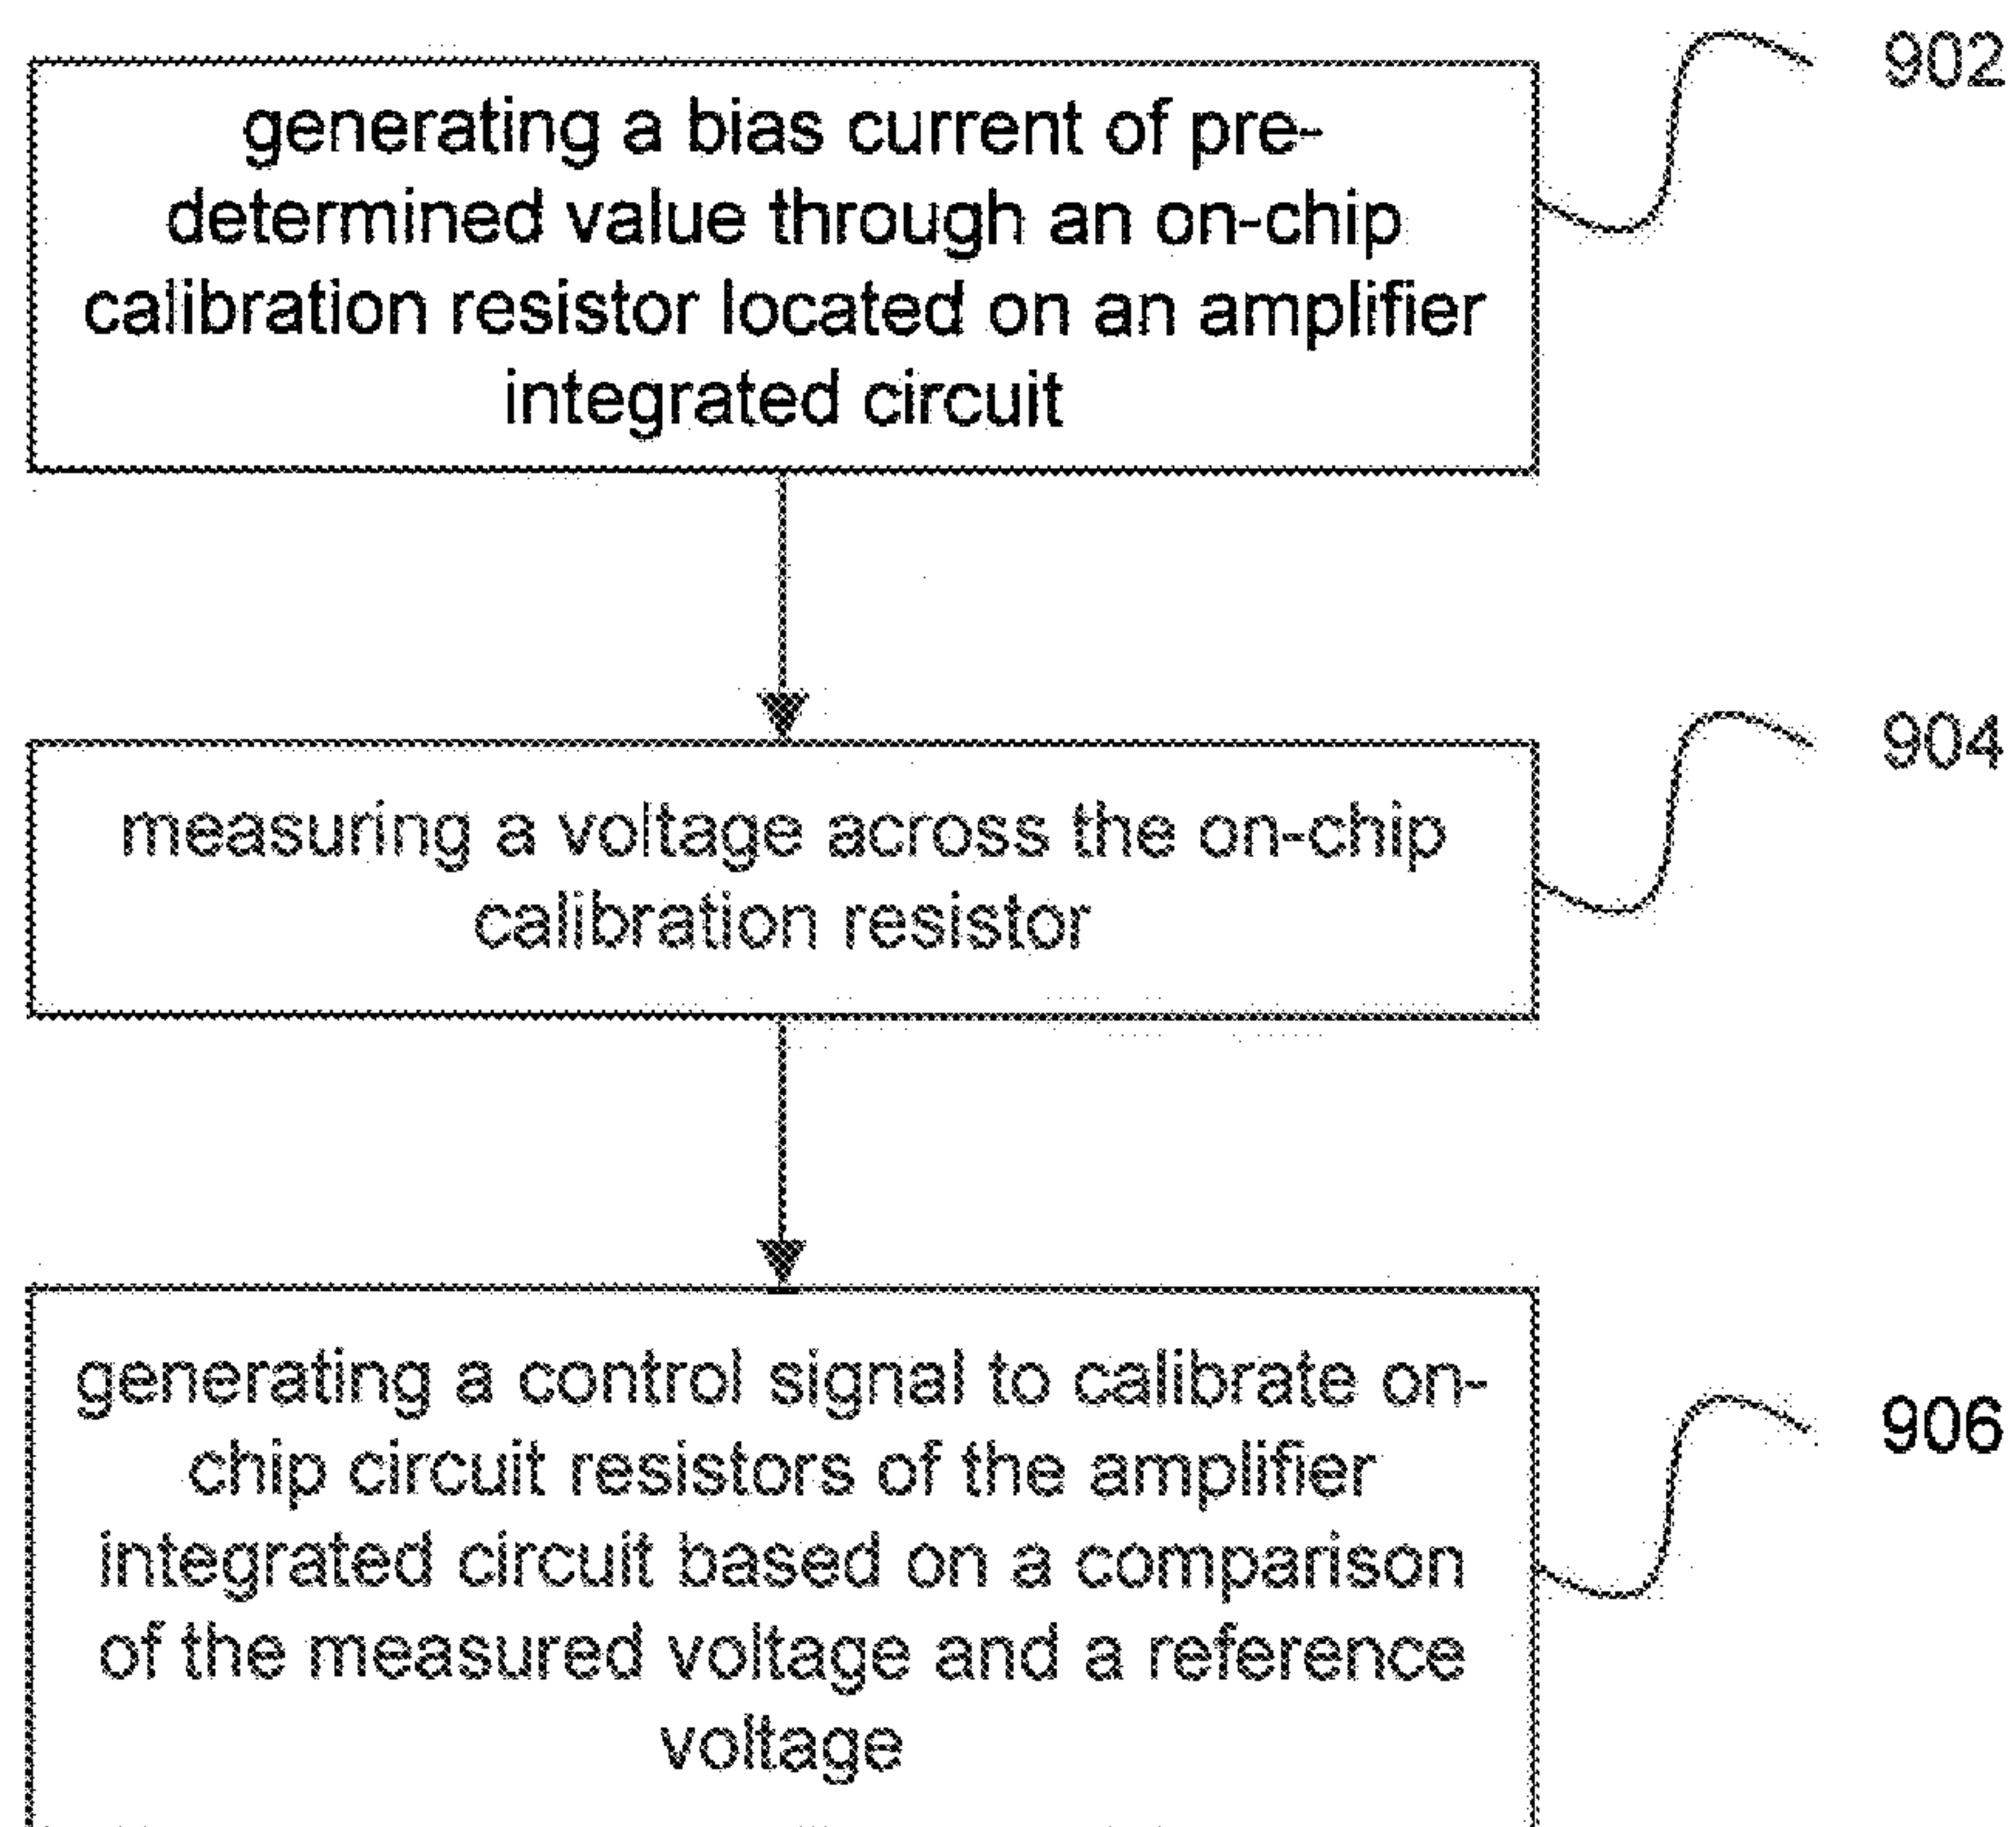 902
generating a bias current of pre-
determined value through an on-chip
calibration resistor located on an amplifier
integrated circuit
904
measuring a voltage across the on-chip
calibration resistor
906
generating a control signal to calibrate on-
chip circuit resistors of the amplifier
integrated circuit based on a comparison
of the measured voltage and a reference
voltage